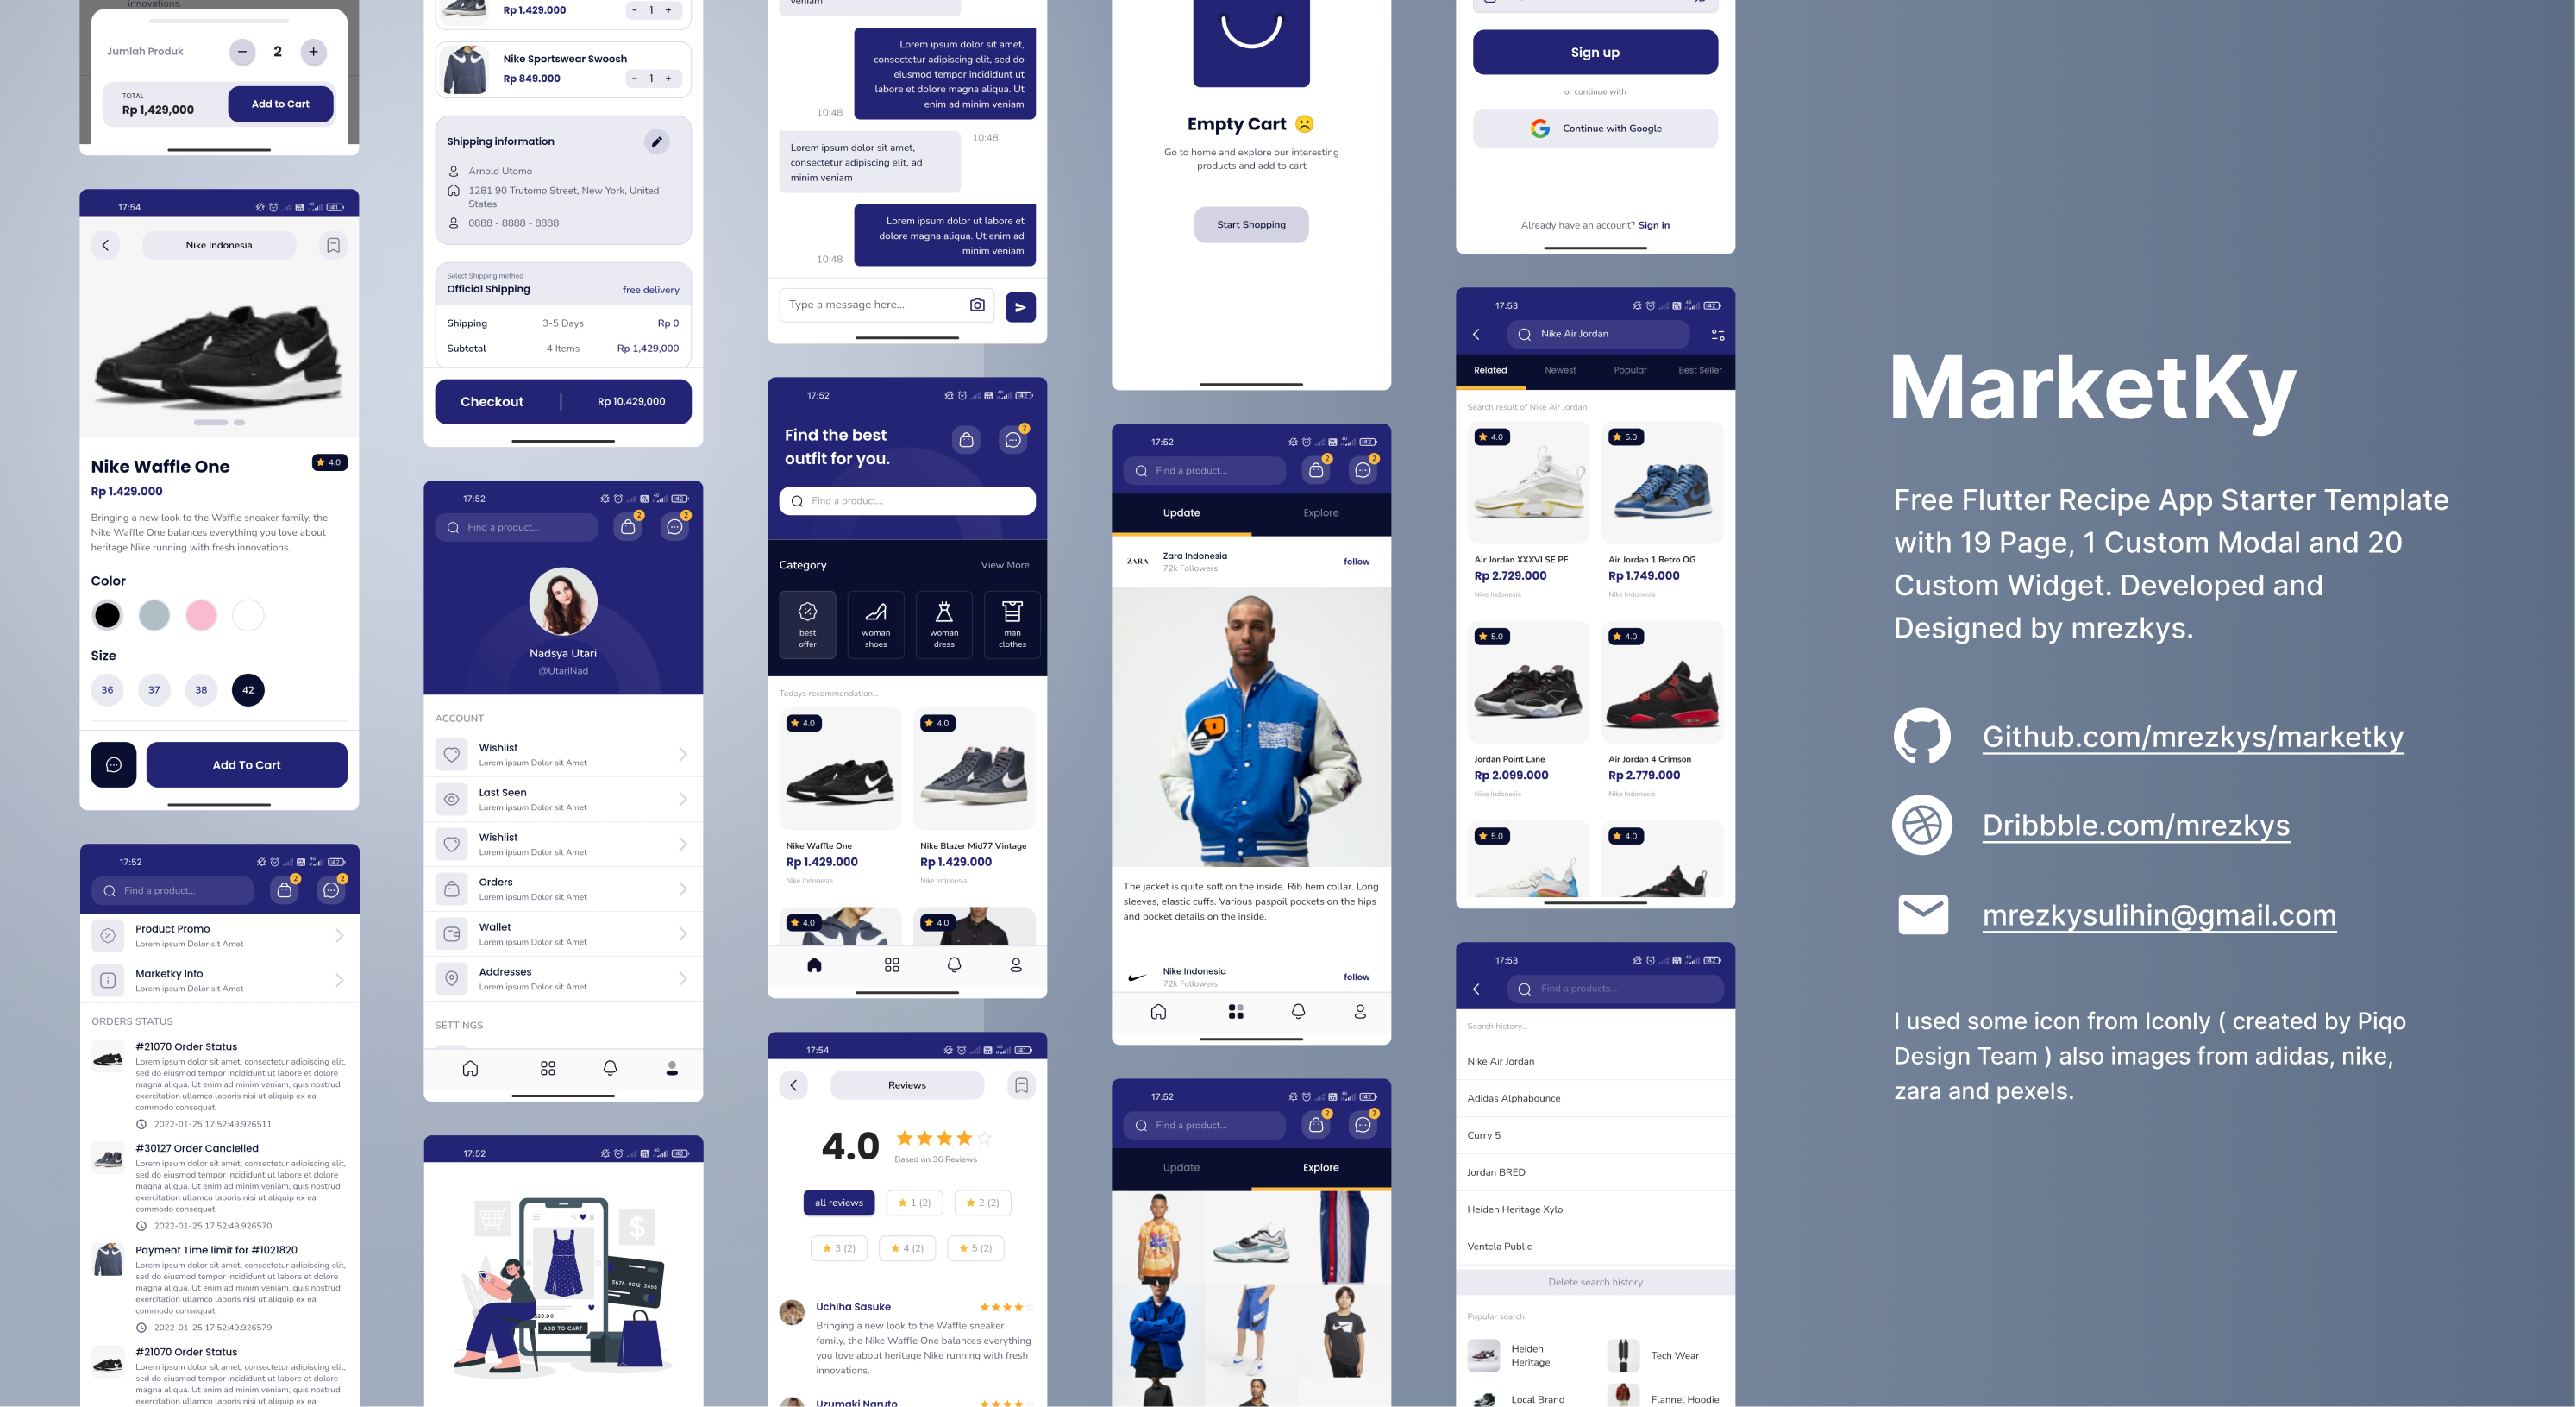 innovations.
Jumlah Produk
2
TOTAL
Rp 1,429,000
Add to Cart
17:54
Nike Indonesia
Nike Waffle One
4.0
Rp 1.429.000
Bringing a new look to the Waffle sneaker family, the
Nike Waffle One balances everything you love about
heritage Nike running with fresh innovations.
Color
Size
36 37 38 42
Add To Cart
17:52
Find a product...
2 2
Product Promo
Lorem ipsum Dolor sit Amet
Marketky Info
Lorem ipsum Dolor sit Amet
ORDERS STATUS
#21070 Order Status
Lorem ipsum dolor sit amet, consectetur adipiscing elit,
sed do eiusmod tempor incididunt ut labore et dolore
magna aliqua. Ut enim ad minim veniam, quis nostrud
exercitation ullamco laboris nisi ut aliquip ex ea
commodo consequat.
2022-01-25 17:52:49.926511
#30127 Order Canclelled
Lorem ipsum dolor sit amet, consectetur adipiscing elit,
sed do eiusmod tempor incididunt ut labore et dolore
magna aliqua. Ut enim ad minim veniam, quis nostrud
exercitation ullamco laboris nisi ut aliquip ex ea
commodo consequat.
2022-01-25 17:52:49.926570
Payment Time limit for #1021820
Lorem ipsum dolor sit amet, consectetur adipiscing elit,
sed do eiusmod tempor incididunt ut labore et dolore
magna aliqua. Ut enim ad minim veniam, quis nostrud
exercitation ullamco laboris nisi ut aliquip ex ea
commodo consequat.
2022-01-25 17:52:49.926579
#21070 Order Status
Lorem ipsum dolor sit amet, consectetur adipiscing elit,
sed do eiusmod tempor incididunt ut labore et dolore
magna aliqua. Ut enim ad minim veniam, quis nostrud
exercitation ullamco laboris nisi ut aliquip ex ea
Rp 1.429.000
- 1 +
Nike Sportswear Swoosh
Rp 849.000
- 1 +
Shipping information
Arnold Utomo
1281 90 Trutomo Street, New York, United
States
0888 - 8888 - 8888
Select Shipping method
Official Shipping
free delivery
Shipping 3-5 Days Rp 0
Subtotal 4 Items Rp 1,429,000
Checkout | Rp 10,429,000
17:52
Find a product...
2 2
Nadsya Utari
@UtariNad
ACCOUNT
Wishlist
Lorem ipsum Dolor sit Amet
Last Seen
Lorem ipsum Dolor sit Amet
Wishlist
Lorem ipsum Dolor sit Amet
Orders
Lorem ipsum Dolor sit Amet
Wallet
Lorem ipsum Dolor sit Amet
Addresses
Lorem ipsum Dolor sit Amet
SETTINGS
17:52
$
5678 9012 3456
ADD TO CART
veniam
Lorem ipsum dolor sit amet,
consectetur adipiscing elit, sed do
eiusmod tempor incididunt ut
labore et dolore magna aliqua. Ut
enim ad minim veniam
10:48
Lorem ipsum dolor sit amet,
consectetur adipiscing elit, ad
minim veniam
10:48
Lorem ipsum dolor ut labore et
dolore magna aliqua. Ut enim ad
minim veniam
10:48
Type a message here...
17:52
Find the best
outfit for you.
2
Find a product...
Category
View More
best
offer
woman
shoes
woman
dress
man
clothes
Todays recommendation...
4.0
Nike Waffle One
Rp 1.429.000
Nike Indonesia
4.0
Nike Blazer Mid77 Vintage
Rp 1.429.000
Nike Indonesia
4.0
4.0
17:54
Reviews
4.0
Based on 36 Reviews
all reviews
1 (2)
2 (2)
3 (2)
4 (2)
5 (2)
Uchiha Sasuke
Bringing a new look to the Waffle sneaker
family, the Nike Waffle One balances everything
you love about heritage Nike running with fresh
innovations.
Uzumaki Naruto
Empty Cart ☹️
Go to home and explore our interesting
products and add to cart
Start Shopping
17:52
Find a product...
2 2
Update
Explore
ZARA
Zara Indonesia
72k Followers
follow
The jacket is quite soft on the inside. Rib hem collar. Long
sleeves, elastic cuffs. Various paspoil pockets on the hips
and pocket details on the inside.
Nike Indonesia
72k Followers
follow
17:52
Find a product...
2 2
Update
Explore
Sign up
or continue with
Continue with Google
Already have an account? Sign in
17:53
Nike Air Jordan
Related Newest Popular Best Seller
Search result of Nike Air Jordan
4.0
Air Jordan XXXVI SE PF
Rp 2.729.000
Nike Indonesia
5.0
Air Jordan 1 Retro OG
Rp 1.749.000
Nike Indonesia
5.0
Jordan Point Lane
Rp 2.099.000
Nike Indonesia
4.0
Air Jordan 4 Crimson
Rp 2.779.000
Nike Indonesia
5.0
4.0
17:53
Find a products...
Search history...
Nike Air Jordan
Adidas Alphabounce
Curry 5
Jordan BRED
Heiden Heritage Xylo
Ventela Public
Delete search history
Popular search.
Heiden
Heritage
Tech Wear
Local Brand
Flannel Hoodie
MarketKy
Free Flutter Recipe App Starter Template
with 19 Page, 1 Custom Modal and 20
Custom Widget. Developed and
Designed by mrezkys.
Github.com/mrezkys/marketky
Dribbble.com/mrezkys
mrezkysulihin@gmail.com
I used some icon from Iconly ( created by Piqo
Design Team ) also images from adidas, nike,
zara and pexels.